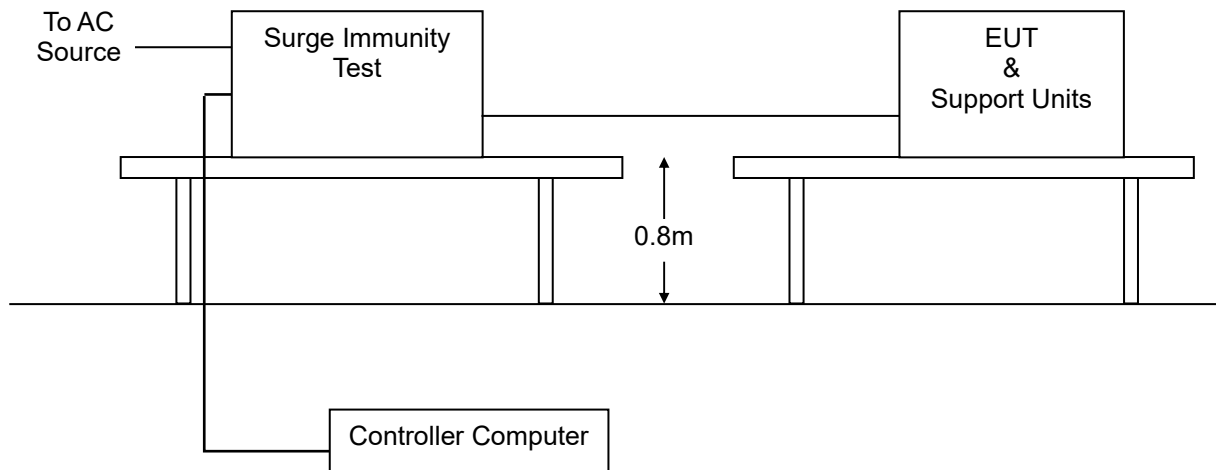 To AC
Source
Surge Immunity
Test
EUT
&
Support Units
0.8m
Controller Computer